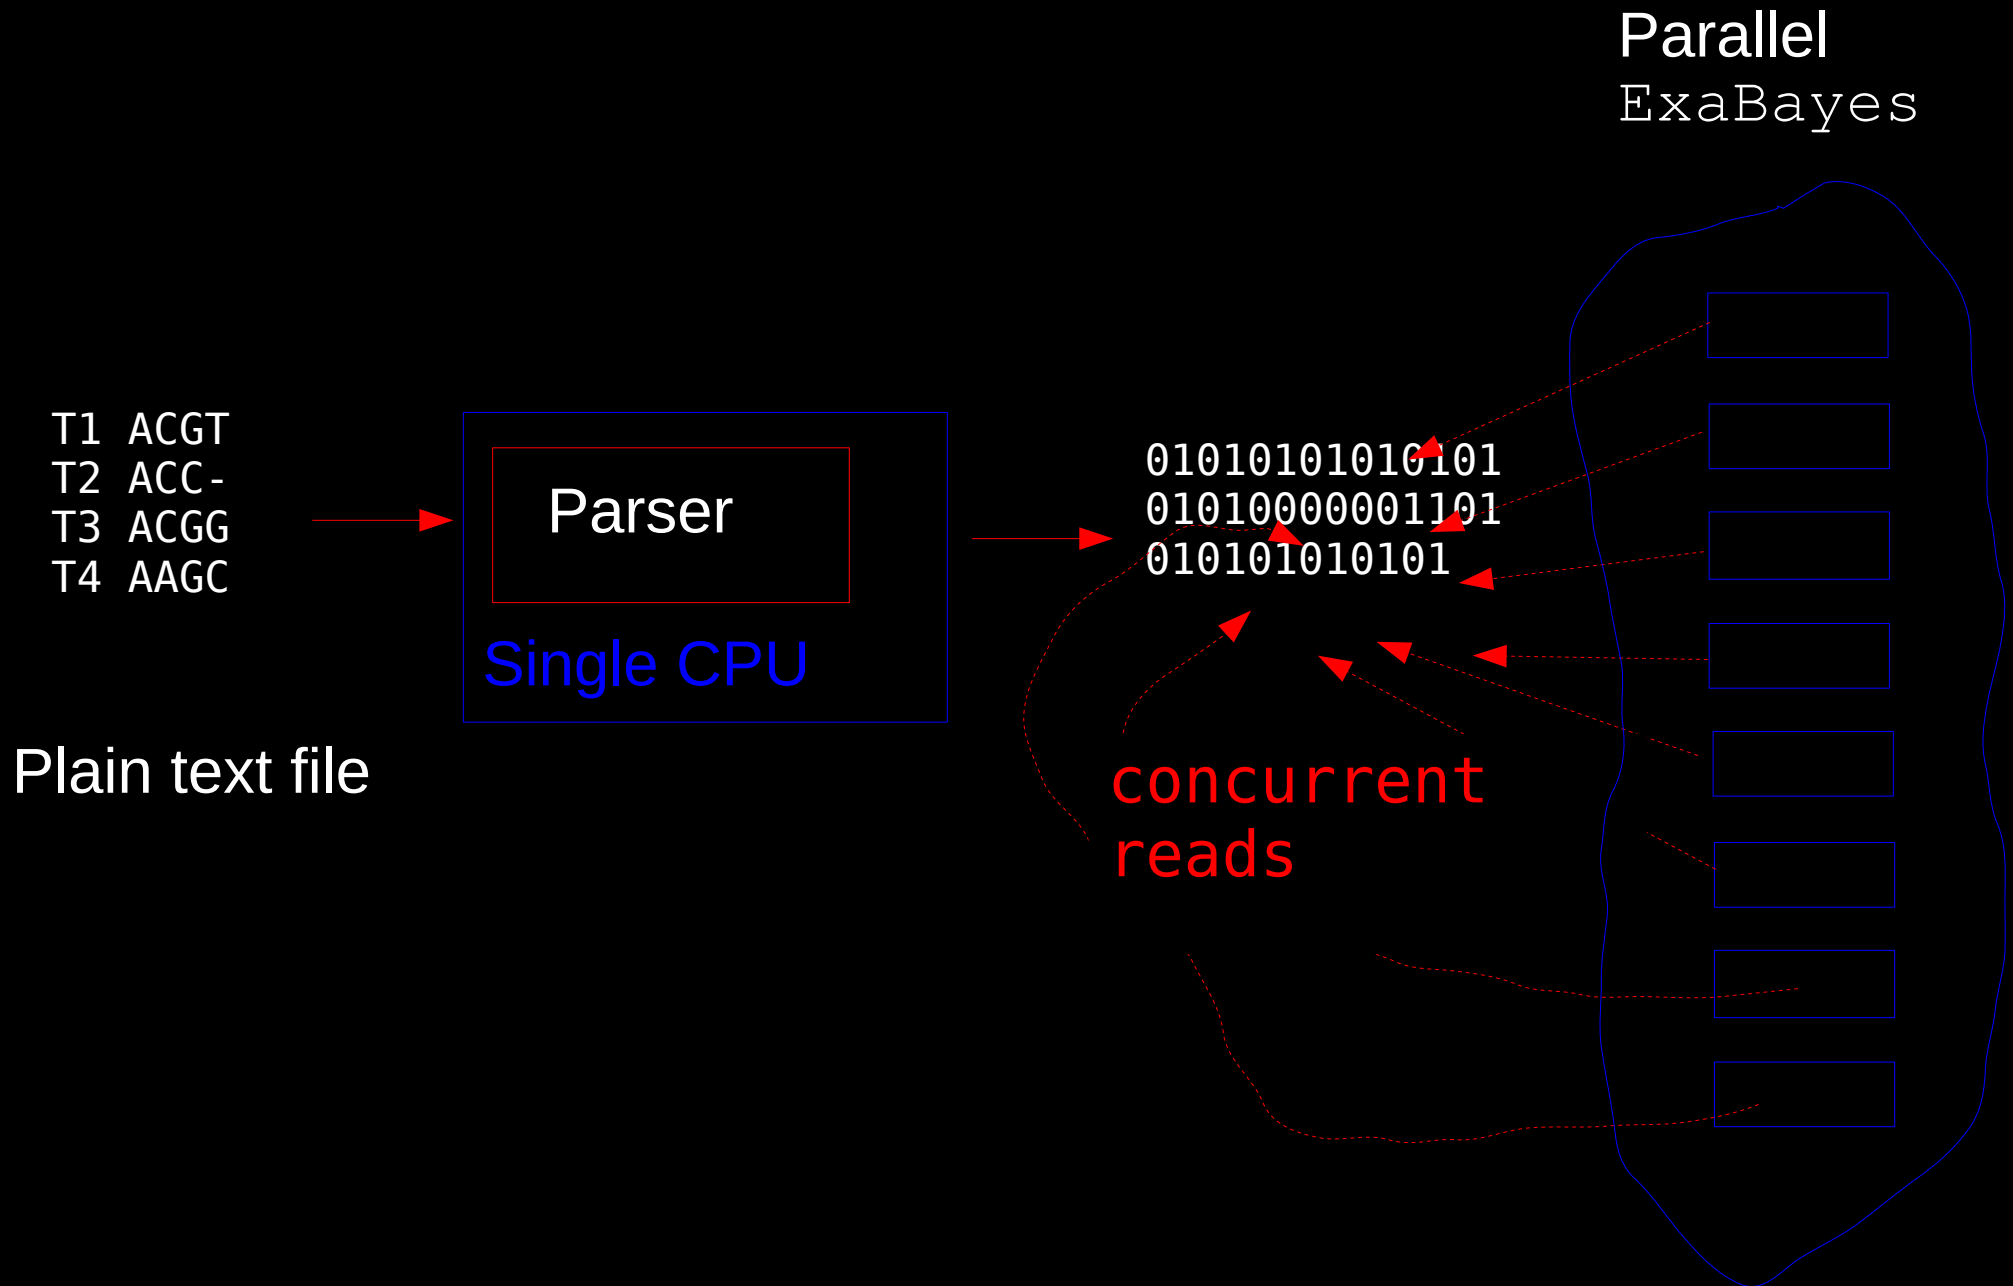 Parallel
ExaBayes
T1 ACGT
T2 ACC-
T3 ACGG
T4 AAGC
Parser
Single CPU
Plain text file
01010101010101
01010000001101
010101010101
concurrent
reads